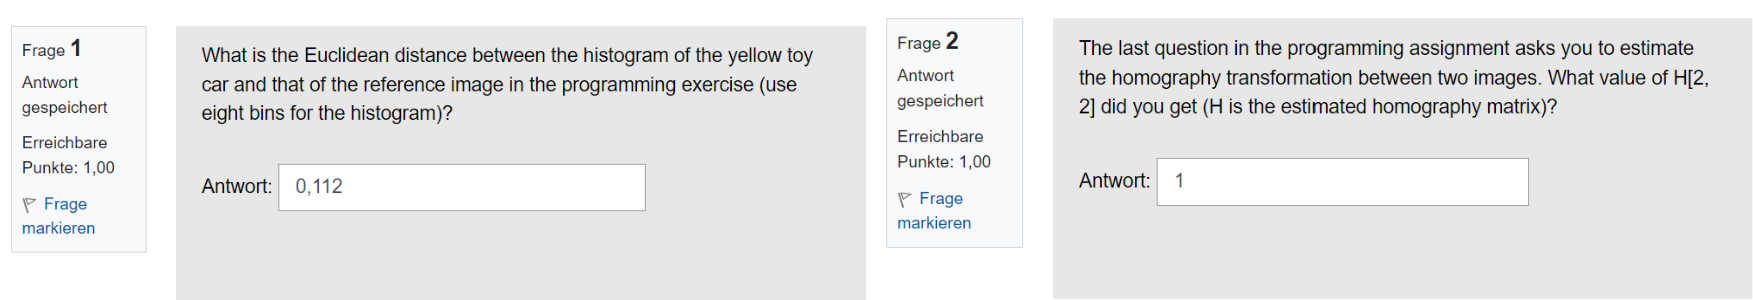 Frage 1
Antwort
gespeichert
Erreichbare
Punkte: 1,00
Frage
markieren
What is the Euclidean distance between the histogram of the yellow toy
car and that of the reference image in the programming exercise (use
eight bins for the histogram)?
Antwort: 0,112
Frage 2
Antwort
gespeichert
Erreichbare
Punkte: 1,00
Frage
markieren
The last question in the programming assignment asks you to estimate
the homography transformation between two images. What value of H[2,
2] did you get (H is the estimated homography matrix)?
Antwort: 1